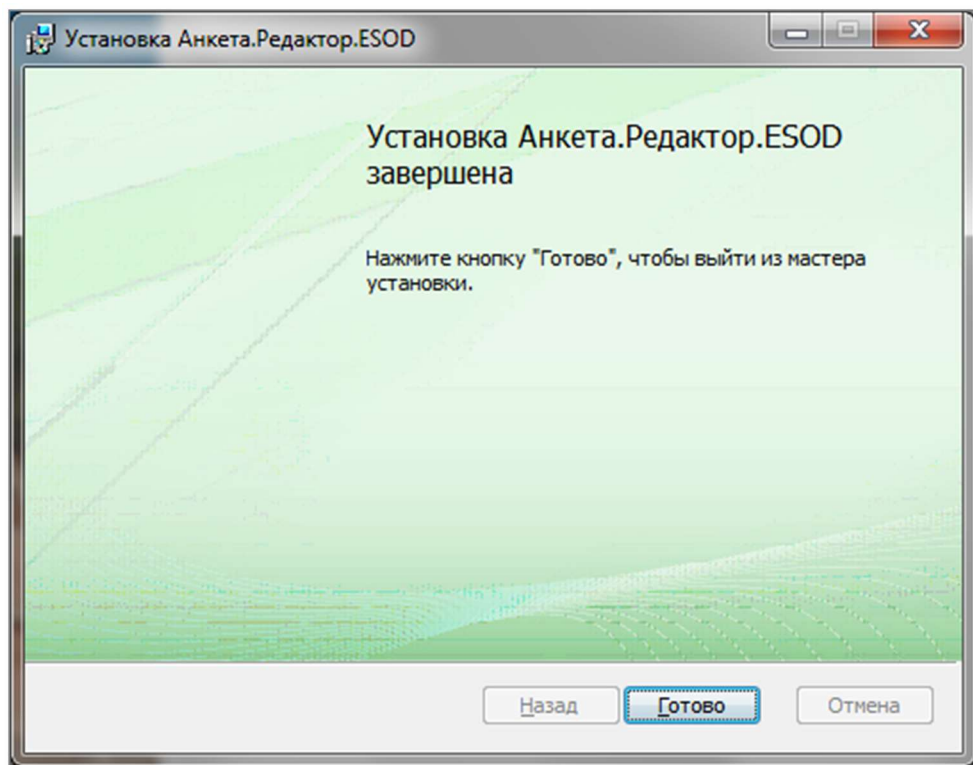 Установка Анкета.Редактор.ESOD
Установка Анкета.Редактор.ESOD
завершена
Нажмите кнопку "Готово", чтобы выйти из мастера
установки.
Назад
Готово
Отмена